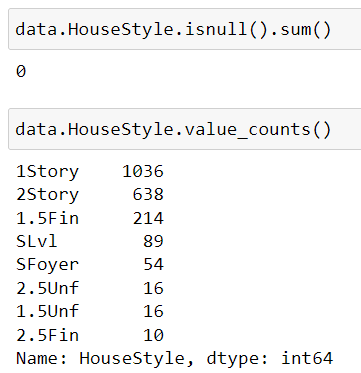 data.HouseStyle.isnull().sum()
0
data.HouseStyle.value_counts()
1Story 1036
2Story 638
1.5Fin 214
SLvl 89
SFoyer 54
2.5Unf 16
1.5Unf 16
2.5Fin 10
Name: HouseStyle, dtype: int64